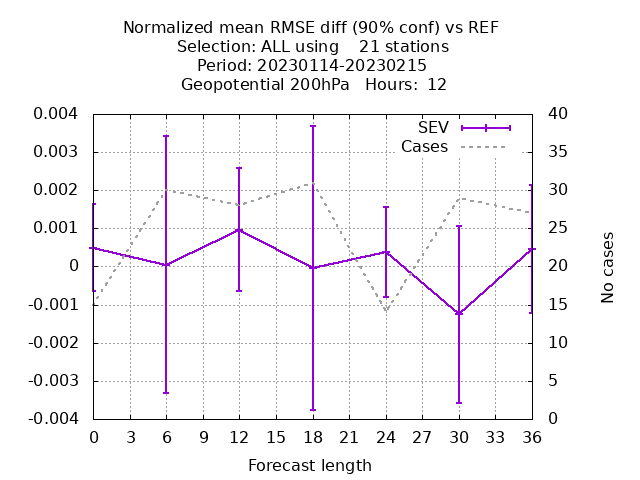 Normalized mean RMSE diff (90% conf) vs REF
Selection: ALL using    21 stations
Period: 20230114-20230215
Geopotential 200hPa   Hours:  12
SEV
Cases
0.004
0.003
0.002
0.001
0
-0.001
-0.002
-0.003
-0.004
40
35
30
25
20
15
10
5
0
No cases
0 3 6 9 12 15 18 21 24 27 30 33 36
Forecast length